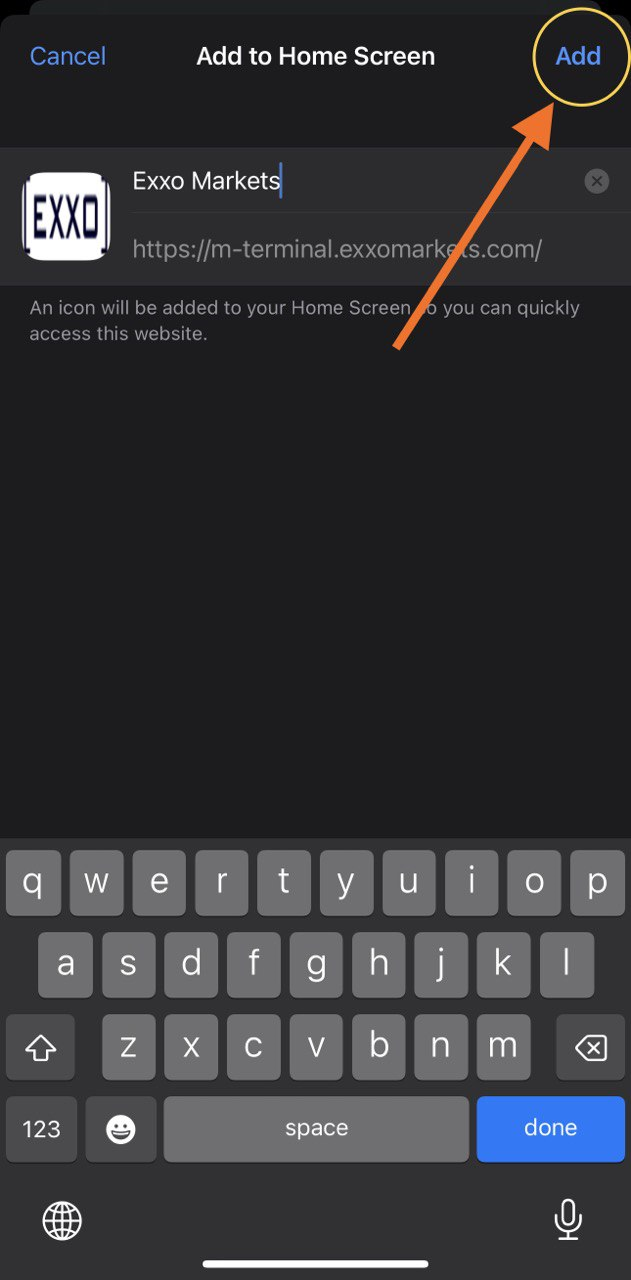 Cancel
Add to Home Screen
Add
EXXO
Exxo Markets
https://m-terminal.exxomarkets.com/
An icon will be added to your Home Screen so you can quickly
access this website.
q w e r t y u i o p
a s d f g h j k l
z x c v b n m
123 space done